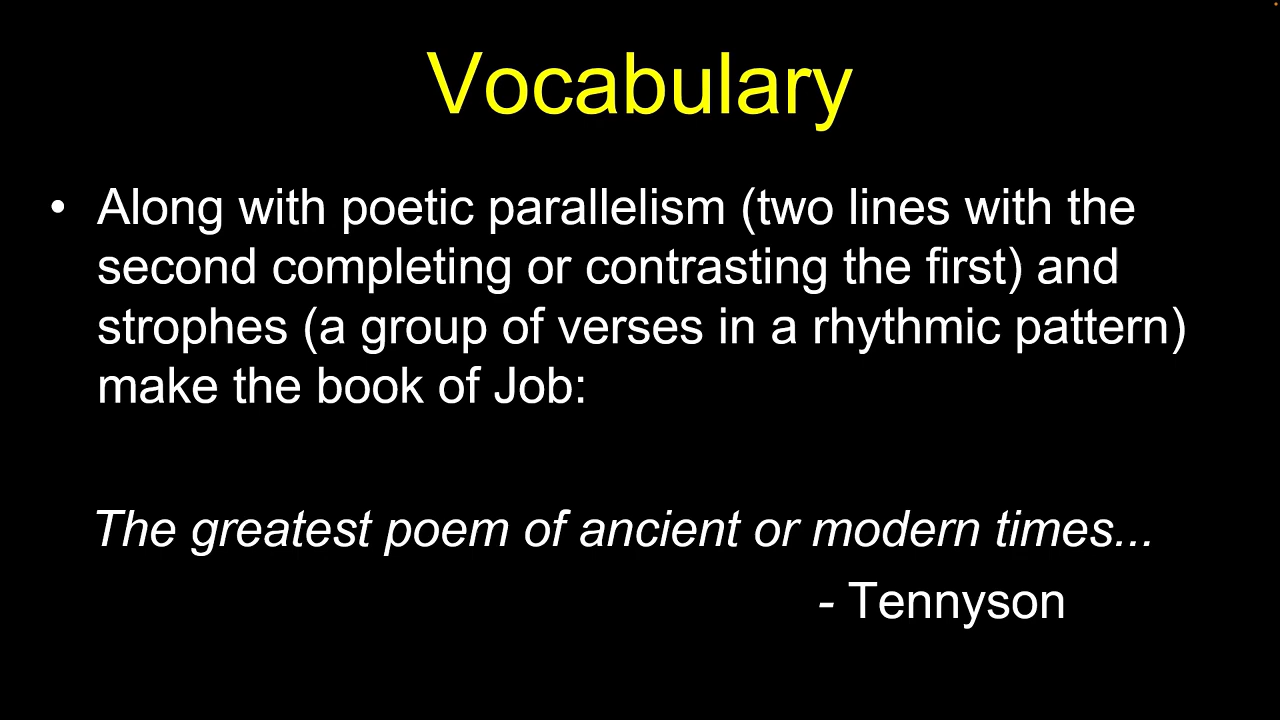 Vocabulary
• Along with poetic parallelism (two lines with the
second completing or contrasting the first) and
strophes (a group of verses in a rhythmic pattern)
make the book of Job:
The greatest poem of ancient or modern times...
- Tennyson